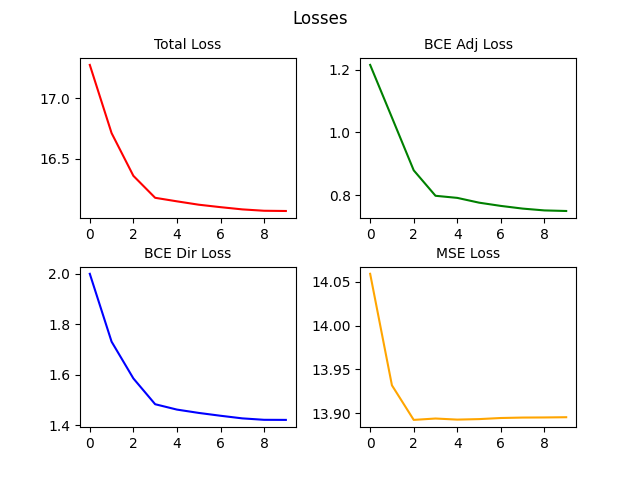 Losses
Total Loss
17.0
16.5
0 2 4 6 8
BCE Adj Loss
1.2
1.0
0.8
0 2 4 6 8
BCE Dir Loss
2.0
1.8
1.6
1.4
0 2 4 6 8
MSE Loss
14.05
14.00
13.95
13.90
0 2 4 6 8